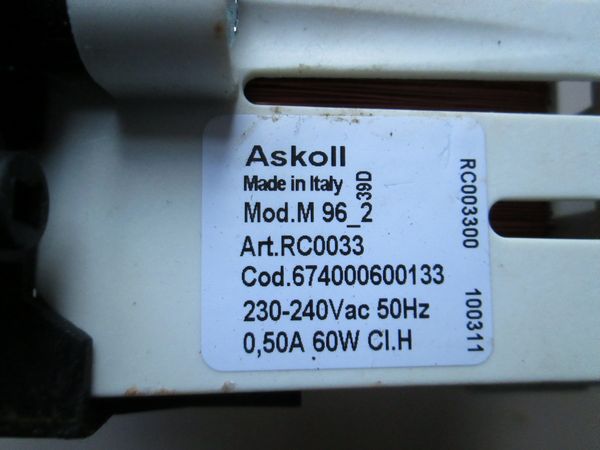 Askoll
Made in Italy
39D
Mod.M 96_2
Art.RC0033
Cod.674000600133
230-240Vac 50Hz
0,50A 60W Cl.H
RC003300
100311